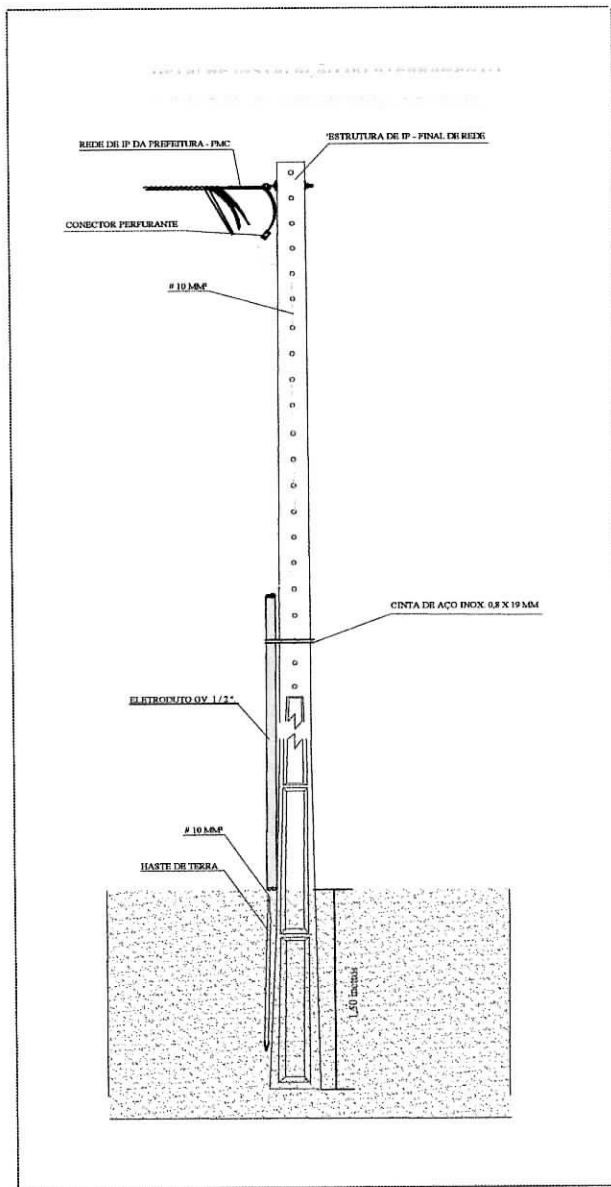 'ESTRUTURA DE IP - FINAL DE REDE
REDE DE IP DA PREFEITURA - PMC
CONECTOR PERFURANTE
# 10 MM²
CINTA DE AÇO INOX. 0,8 X 19 MM
ELETRODUTO GV. 1 / 2 "
# 10 MM²
HASTE DE TERRA
1,50 metros